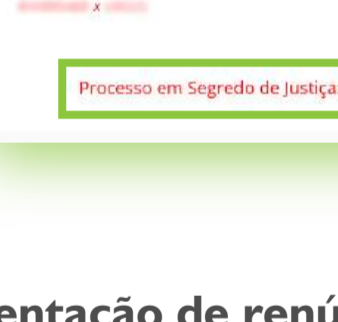 x
Processo em Segredo de Justiça
entação de renú